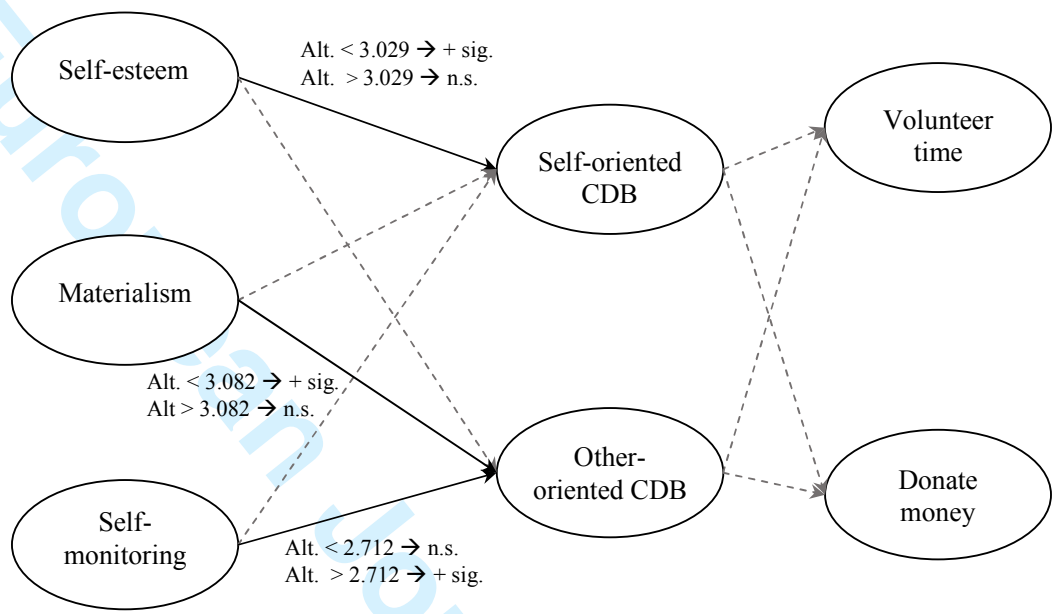 Self-esteem
Alt. < 3.029 → + sig.
Alt. > 3.029 → n.s.
Volunteer
time
Self-oriented
CDB
Materialism
Alt. < 3.082 → + sig.
Alt > 3.082 → n.s.
Other-
oriented CDB
Donate
money
Self-
monitoring
Alt. < 2.712 → n.s.
Alt. > 2.712 → + sig.